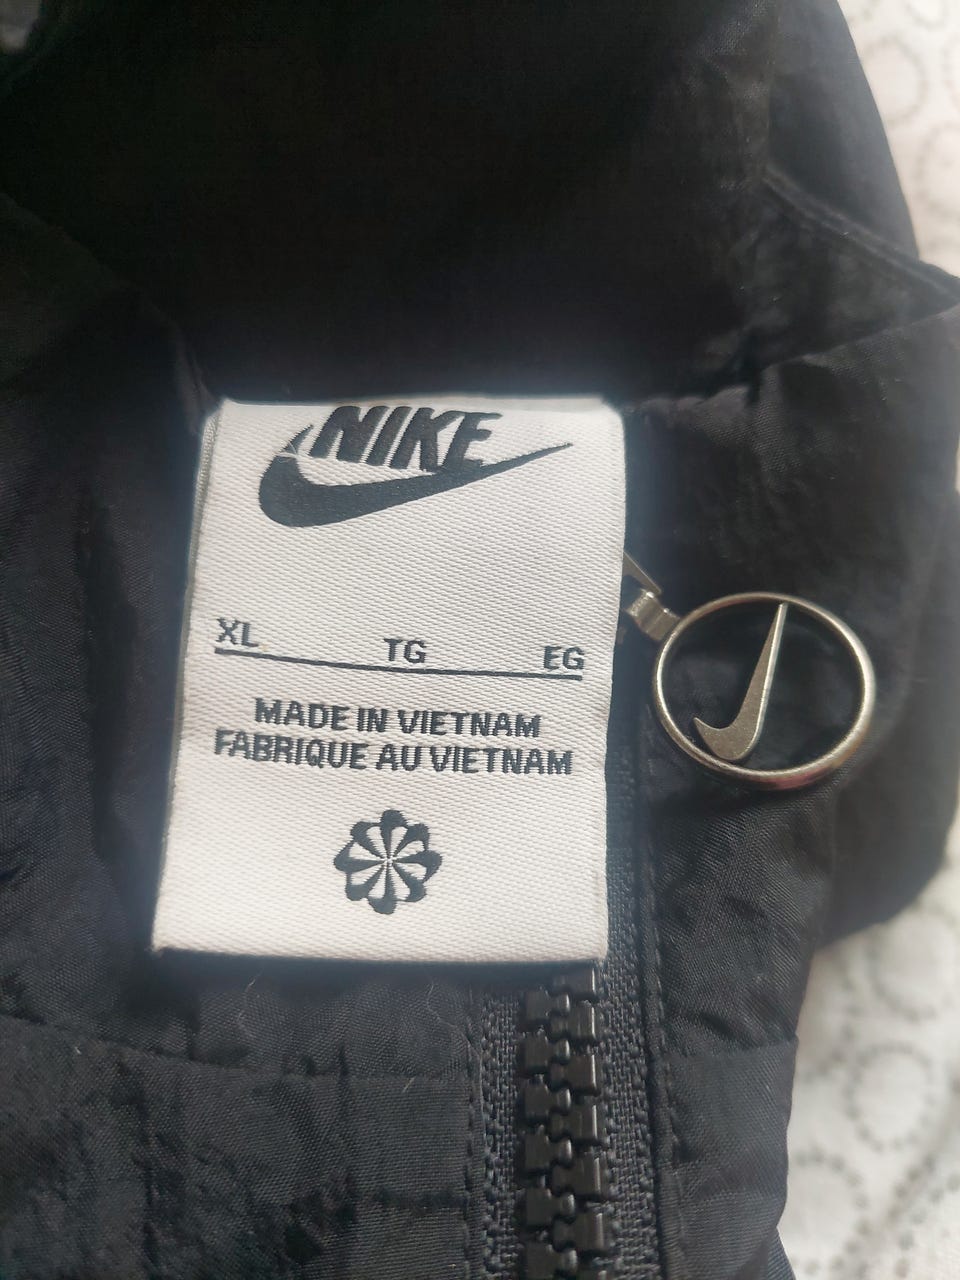 NIKE
XL TG EG
MADE IN VIETNAM
FABRIQUE AU VIETNAM